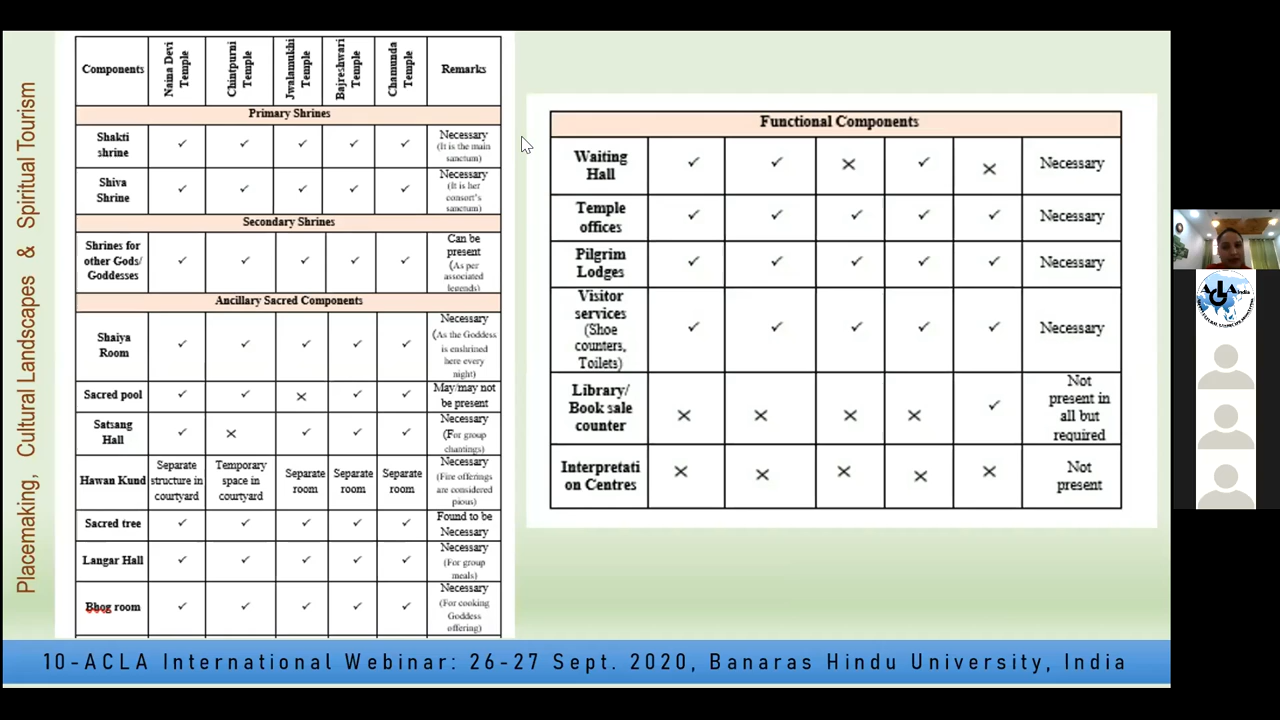 Placemaking, Cultural Landscapes & Spiritual Tourism
Components
Naina Devi
Temple
Chintpurni
Temple
Jwalamukhi
Temple
Bajreshwari
Temple
Chamunda
Temple
Remarks
Primary Shrines
Shakti
shrine
✓ ✓ ✓ ✓ ✓
Necessary
(It is the main
sanctum)
Shiva
Shrine
✓ ✓ ✓ ✓ ✓
Necessary
(It is her
consort's
sanctum)
Secondary Shrines
Shrines for
other Gods/
Goddesses
✓ ✓ ✓ ✓ ✓
Can be
present
(As per
associated
legends)
Ancillary Sacred Components
Shaiya
Room
✓ ✓ ✓ ✓ ✓
Necessary
(As the Goddess
is enshrined
here every
night)
Sacred pool
✓ ✓ × ✓ ✓
May/may not
be present
Satsang
Hall
✓ × ✓ ✓ ✓
Necessary
(For group
chantings)
Hawan Kund
Separate
structure in
courtyard
Temporary
space in
courtyard
Separate
room
Separate
room
Separate
room
Necessary
(Fire offerings
are considered
pious)
Sacred tree
✓ ✓ ✓ ✓ ✓
Found to be
Necessary
Langar Hall
✓ ✓ ✓ ✓ ✓
Necessary
(For group
meals)
Bhog room
✓ ✓ ✓ ✓ ✓
Necessary
(For cooking
Goddess
offering)
Functional Components
Waiting
Hall
✓ ✓ × ✓ ×
Necessary
Temple
offices
✓ ✓ ✓ ✓ ✓
Necessary
Pilgrim
Lodges
✓ ✓ ✓ ✓ ✓
Necessary
Visitor
services
(Shoe
counters,
Toilets)
✓ ✓ ✓ ✓ ✓
Necessary
Library/
Book sale
counter
× × × × ✓
Not
present in
all but
required
Interpretati
on Centres
× × × × ×
Not
present
ACLA India
10-ACLA International Webinar: 26-27 Sept. 2020, Banaras Hindu University, India